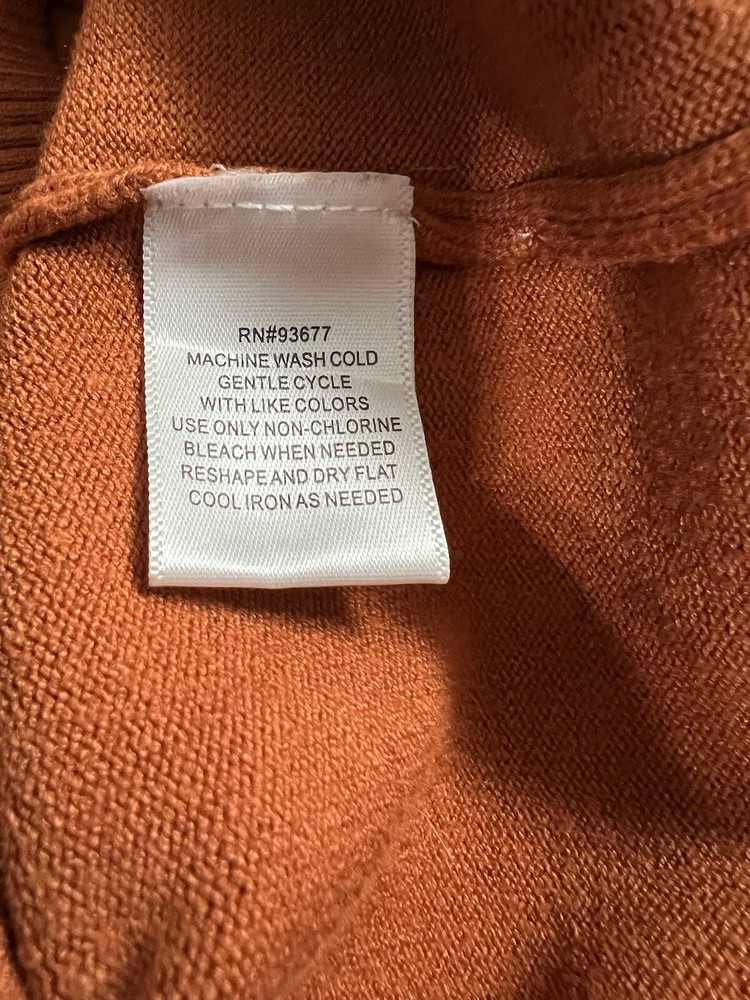 RN#93677
MACHINE WASH COLD
GENTLE CYCLE
WITH LIKE COLORS
USE ONLY NON-CHLORINE
BLEACH WHEN NEEDED
RESHAPE AND DRY FLAT
COOL IRON AS NEEDED